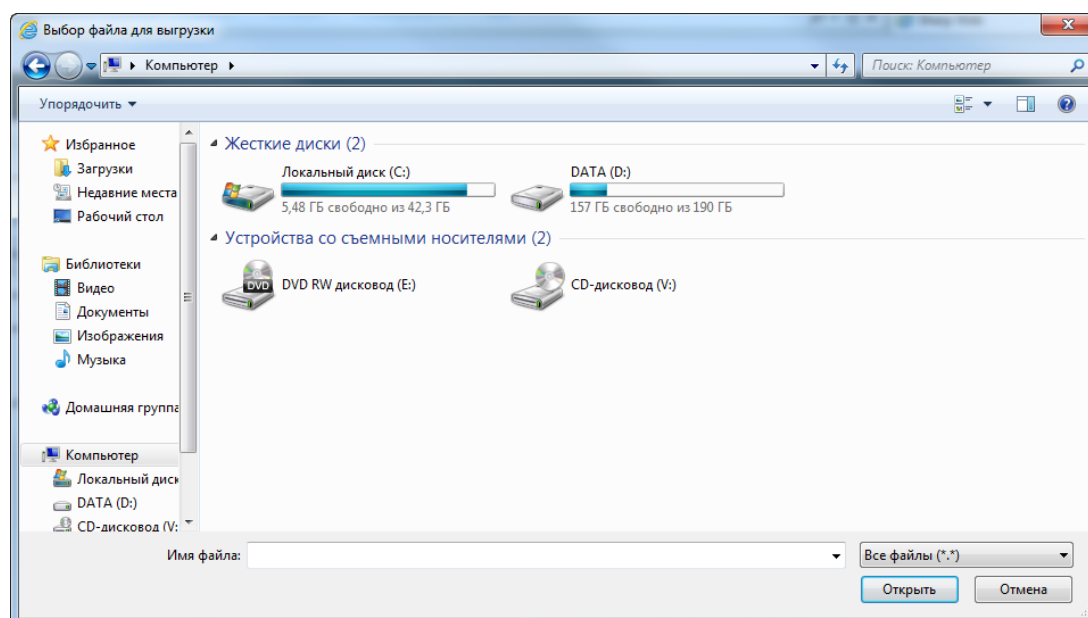 Выбор файла для выгрузки
Компьютер
Поиск: Компьютер
Упорядочить
Избранное
Загрузки
Недавние места
Рабочий стол
Библиотеки
Видео
Документы
Изображения
Музыка
Домашняя группа
Компьютер
Локальный диск
DATA (D:)
CD-дисковод (V:
Жесткие диски (2)
Локальный диск (C:)
5,48 ГБ свободно из 42,3 ГБ
DATA (D:)
157 ГБ свободно из 190 ГБ
Устройства со съемными носителями (2)
DVD
DVD RW дисковод (E:)
CD-дисковод (V:)
Имя файла:
Все файлы (*.*)
Открыть
Отмена